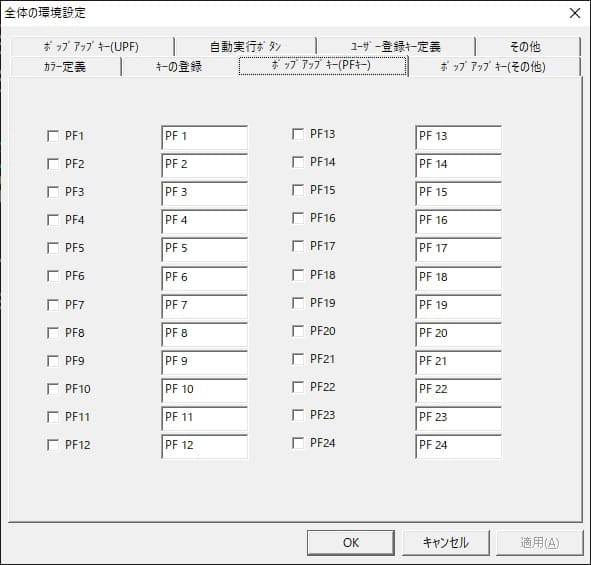 全体の環境設定
ﾎﾟｯﾌﾟｱｯﾌﾟｷｰ(UPF) 自動実行ﾎﾞﾀﾝ ﾕｰｻﾞｰ登録ｷｰ定義 その他
ｶﾗｰ定義 ｷｰの登録 ﾎﾟｯﾌﾟｱｯﾌﾟｷｰ(PFｷｰ) ﾎﾟｯﾌﾟｱｯﾌﾟｷｰ(その他)
PF1 PF 1 PF13 PF 13
PF2 PF 2 PF14 PF 14
PF3 PF 3 PF15 PF 15
PF4 PF 4 PF16 PF 16
PF5 PF 5 PF17 PF 17
PF6 PF 6 PF18 PF 18
PF7 PF 7 PF19 PF 19
PF8 PF 8 PF20 PF 20
PF9 PF 9 PF21 PF 21
PF10 PF 10 PF22 PF 22
PF11 PF 11 PF23 PF 23
PF12 PF 12 PF24 PF 24
OK キャンセル 適用(A)